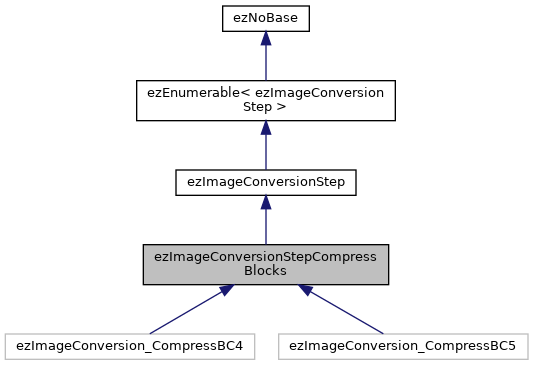 ezNoBase
ezEnumerable< ezImageConversion
Step >
ezImageConversionStep
ezImageConversionStepCompress
Blocks
ezImageConversion_CompressBC4
ezImageConversion_CompressBC5